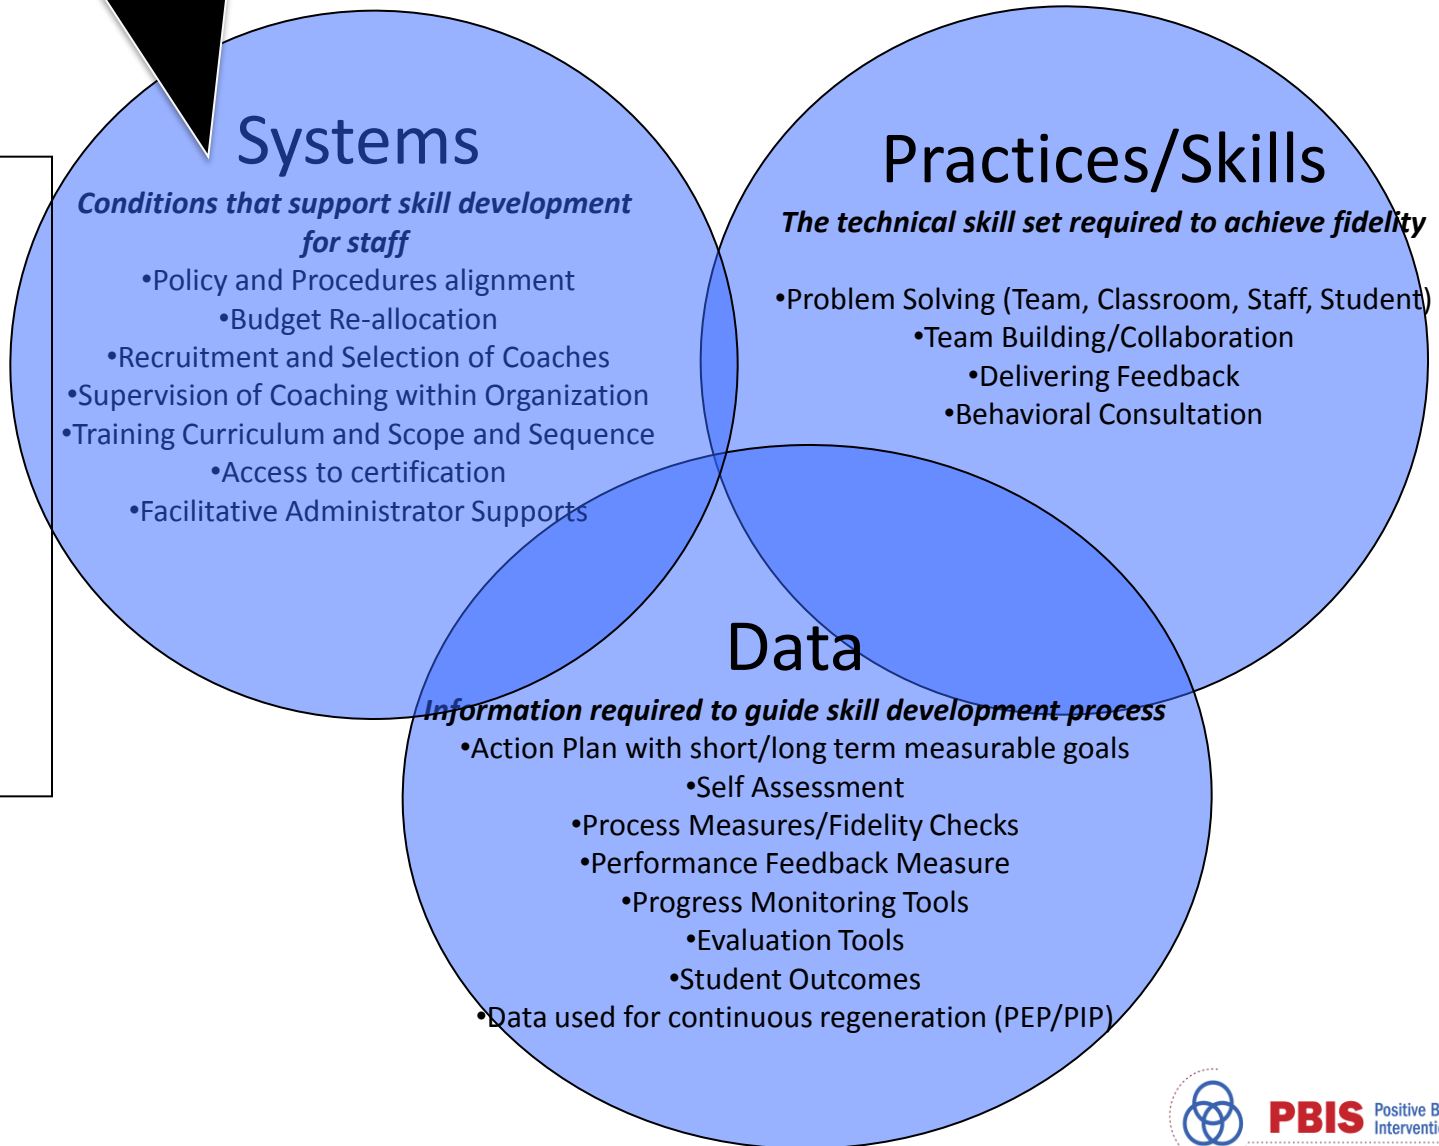 Systems
Conditions that support skill development
for staff
•Policy and Procedures alignment
•Budget Re-allocation
•Recruitment and Selection of Coaches
•Supervision of Coaching within Organization
•Training Curriculum and Scope and Sequence
•Access to certification
•Facilitative Administrator Supports
Practices/Skills
The technical skill set required to achieve fidelity
•Problem Solving (Team, Classroom, Staff, Student)
•Team Building/Collaboration
•Delivering Feedback
•Behavioral Consultation
Data
Information required to guide skill development process
•Action Plan with short/long term measurable goals
•Self Assessment
•Process Measures/Fidelity Checks
•Performance Feedback Measure
•Progress Monitoring Tools
•Evaluation Tools
•Student Outcomes
•Data used for continuous regeneration (PEP/PIP)
PBIS
Positive